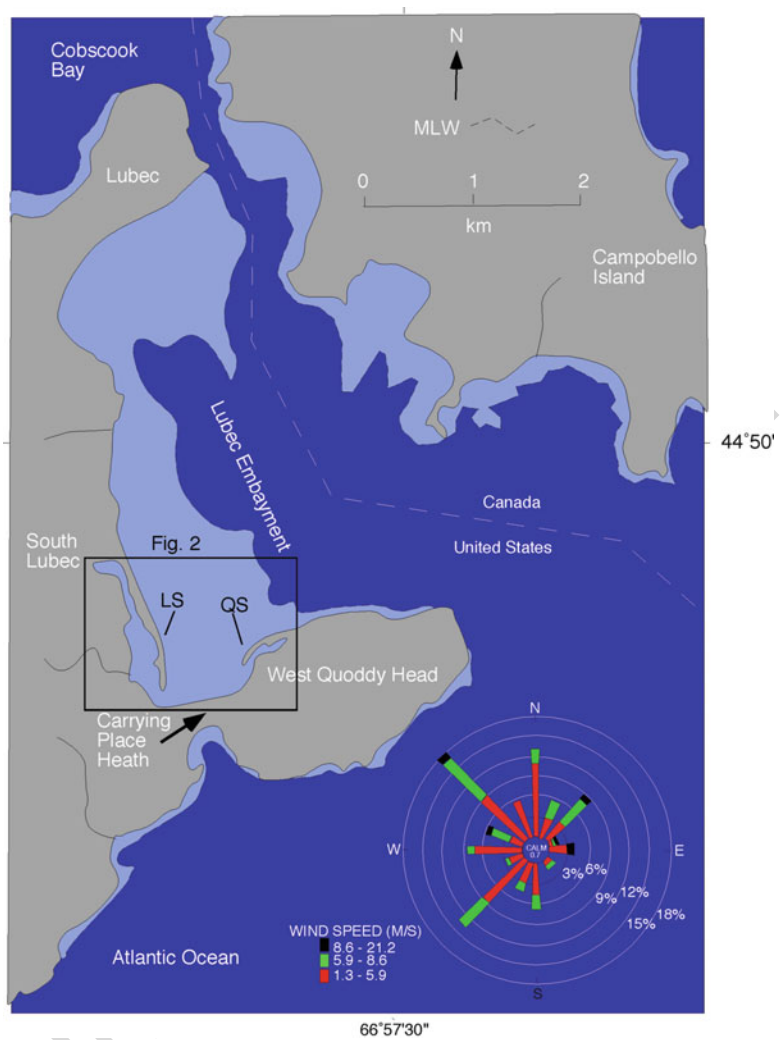 Cobscook
Bay
N
MLW
Lubec
0 1 2
km
Campobello
Island
Lubec Embayment
44°50'
Canada
United States
South
Lubec
Fig. 2
LS
QS
West Quoddy Head
Carrying
Place
Heath
N
W
CALM
0.7
E
3% 6%
9% 12%
15% 18%
S
WIND SPEED (M/S)
8.6 - 21.2
5.9 - 8.6
1.3 - 5.9
Atlantic Ocean
66°57'30"